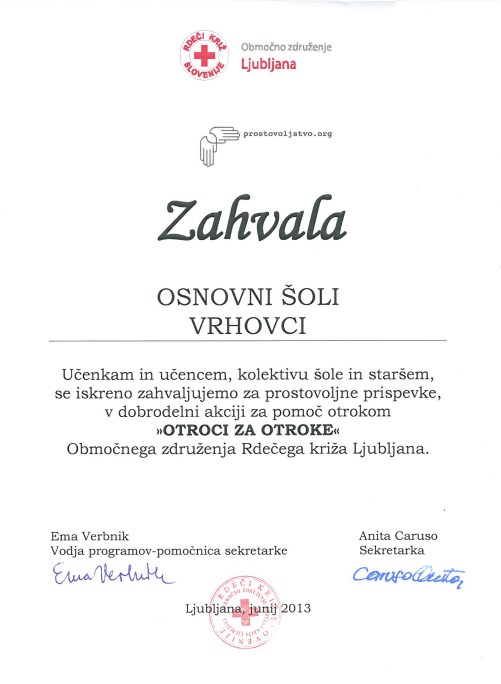 RDEČI KRIŽ
SLOVENIJE
Območno združenje
Ljubljana
prostovoljstvo.org
Zahvala
OSNOVNI ŠOLI
VRHOVCI
Učenkam in učencem, kolektivu šole in staršem,
se iskreno zahvaljujemo za prostovoljne prispevke,
v dobrodelni akciji za pomoč otrokom
»OTROCI ZA OTROKE«
Območnega združenja Rdečega križa Ljubljana.
Ema Verbnik
Vodja programov-pomočnica sekretarke
Ema Verbnik
Anita Caruso
Sekretarka
Caruso Anita
Ljubljana, junij 2013
RDEČI KRIŽ
SLOVENIJE